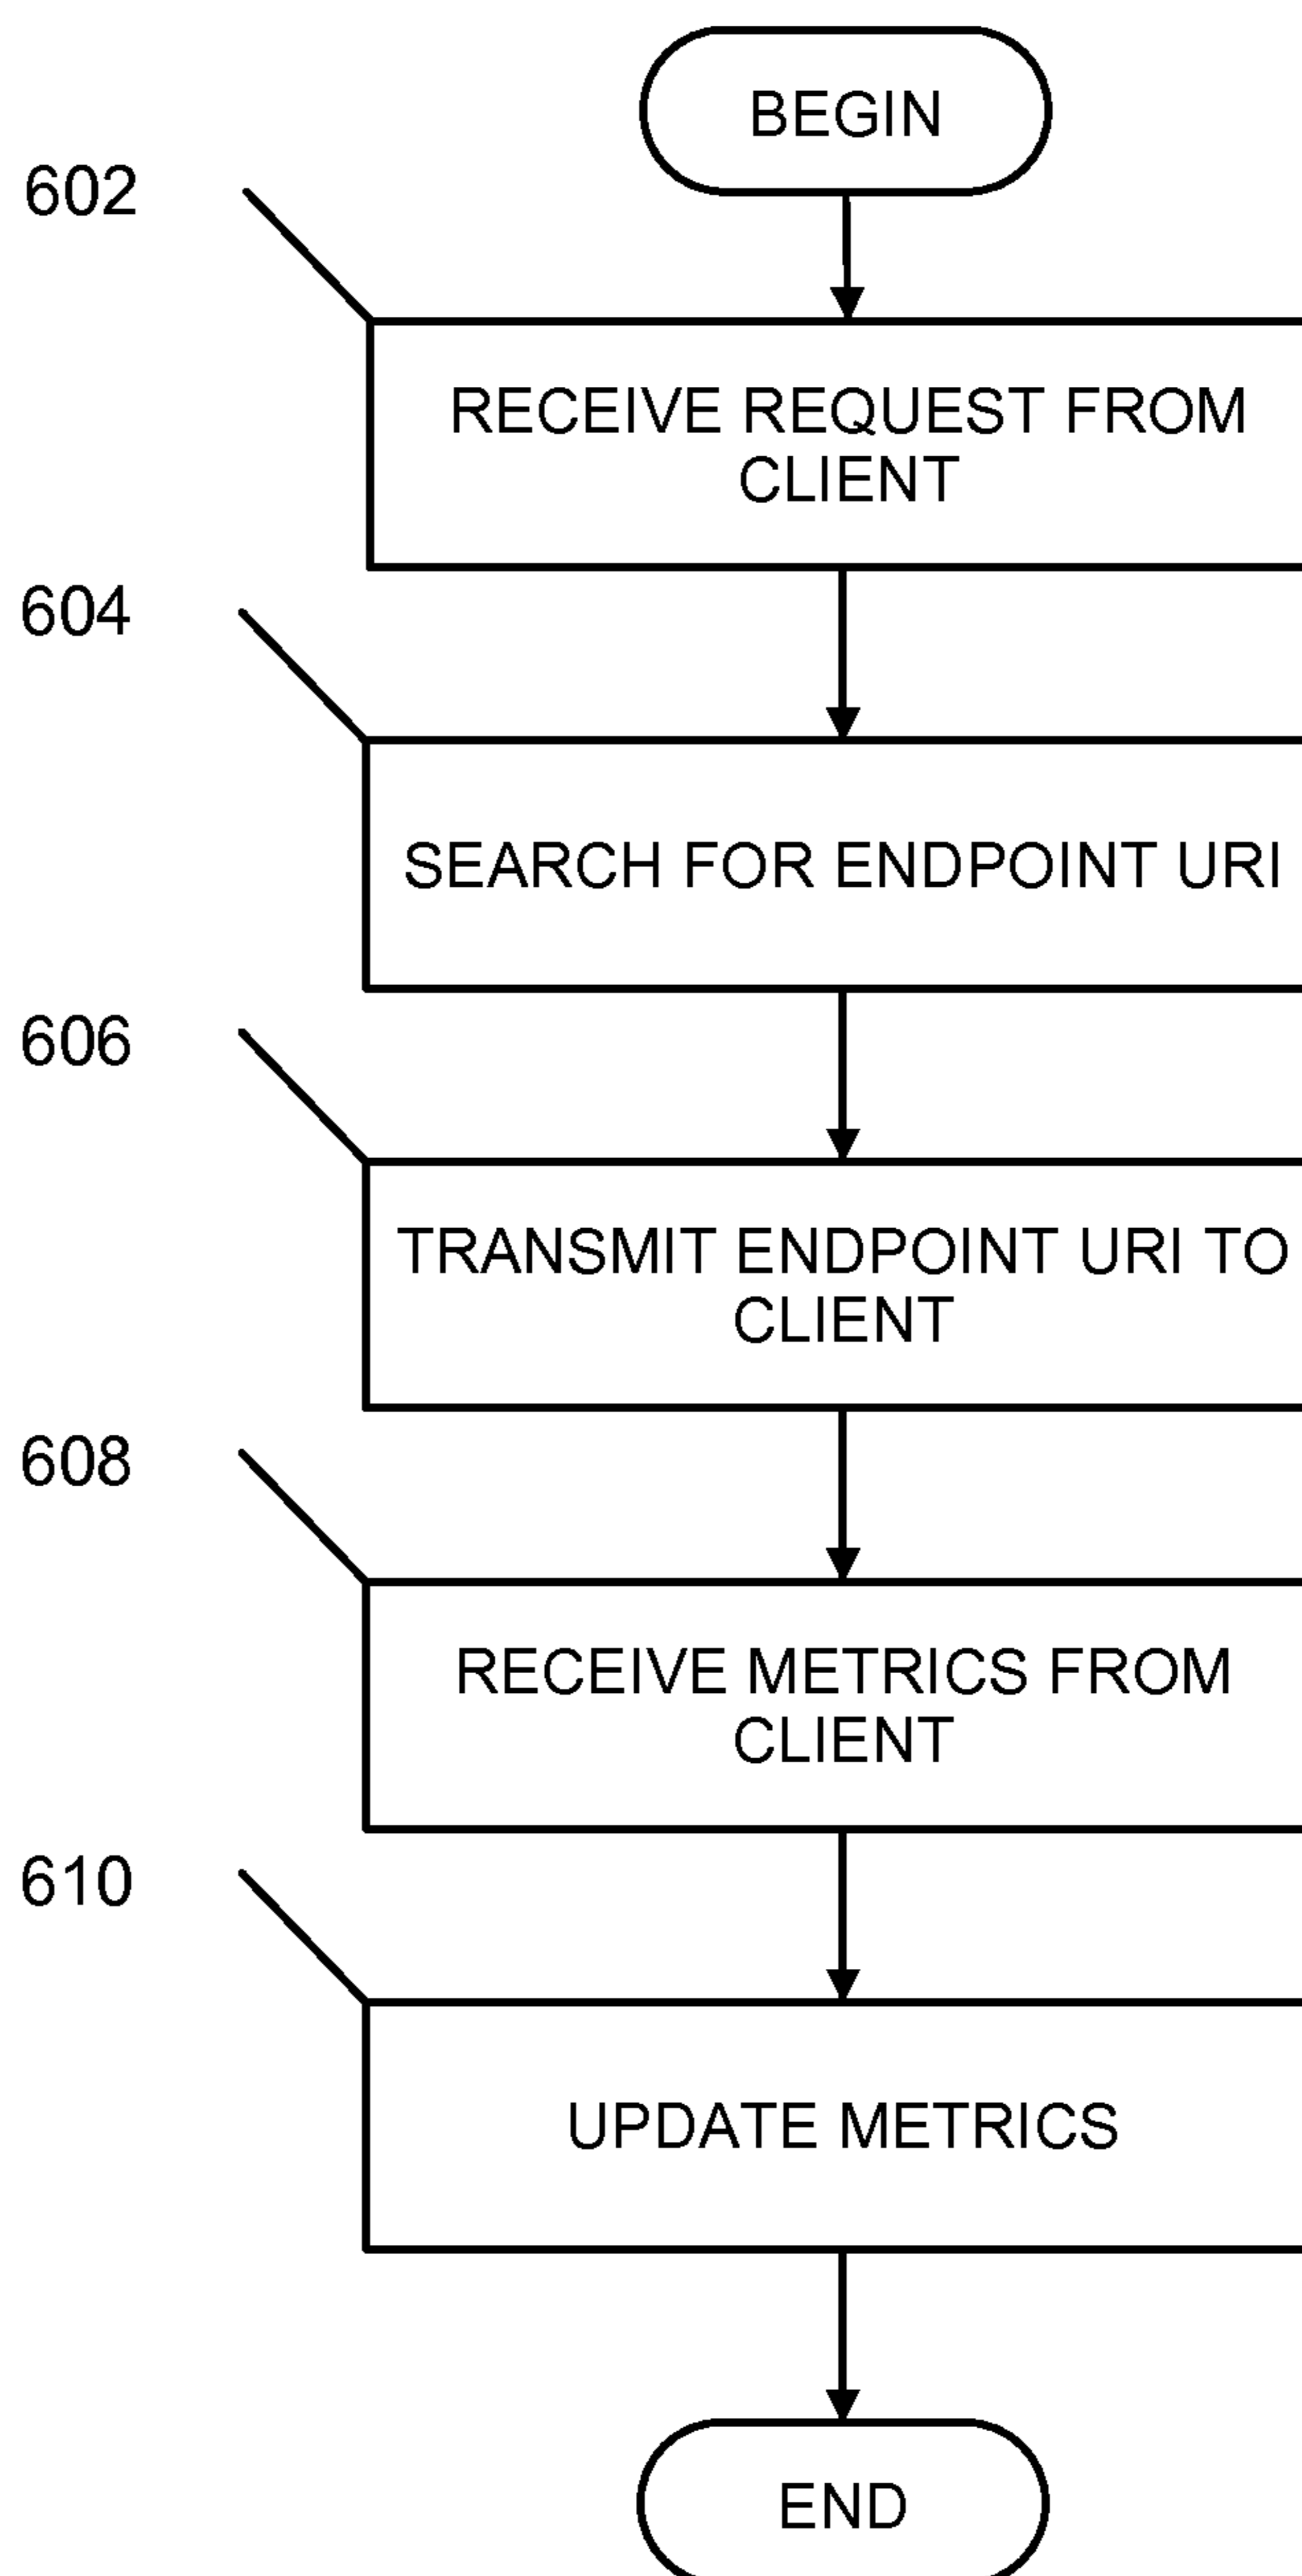 BEGIN
602
RECEIVE REQUEST FROM
CLIENT
604
SEARCH FOR ENDPOINT URI
606
TRANSMIT ENDPOINT URI TO
CLIENT
608
RECEIVE METRICS FROM
CLIENT
610
UPDATE METRICS
END